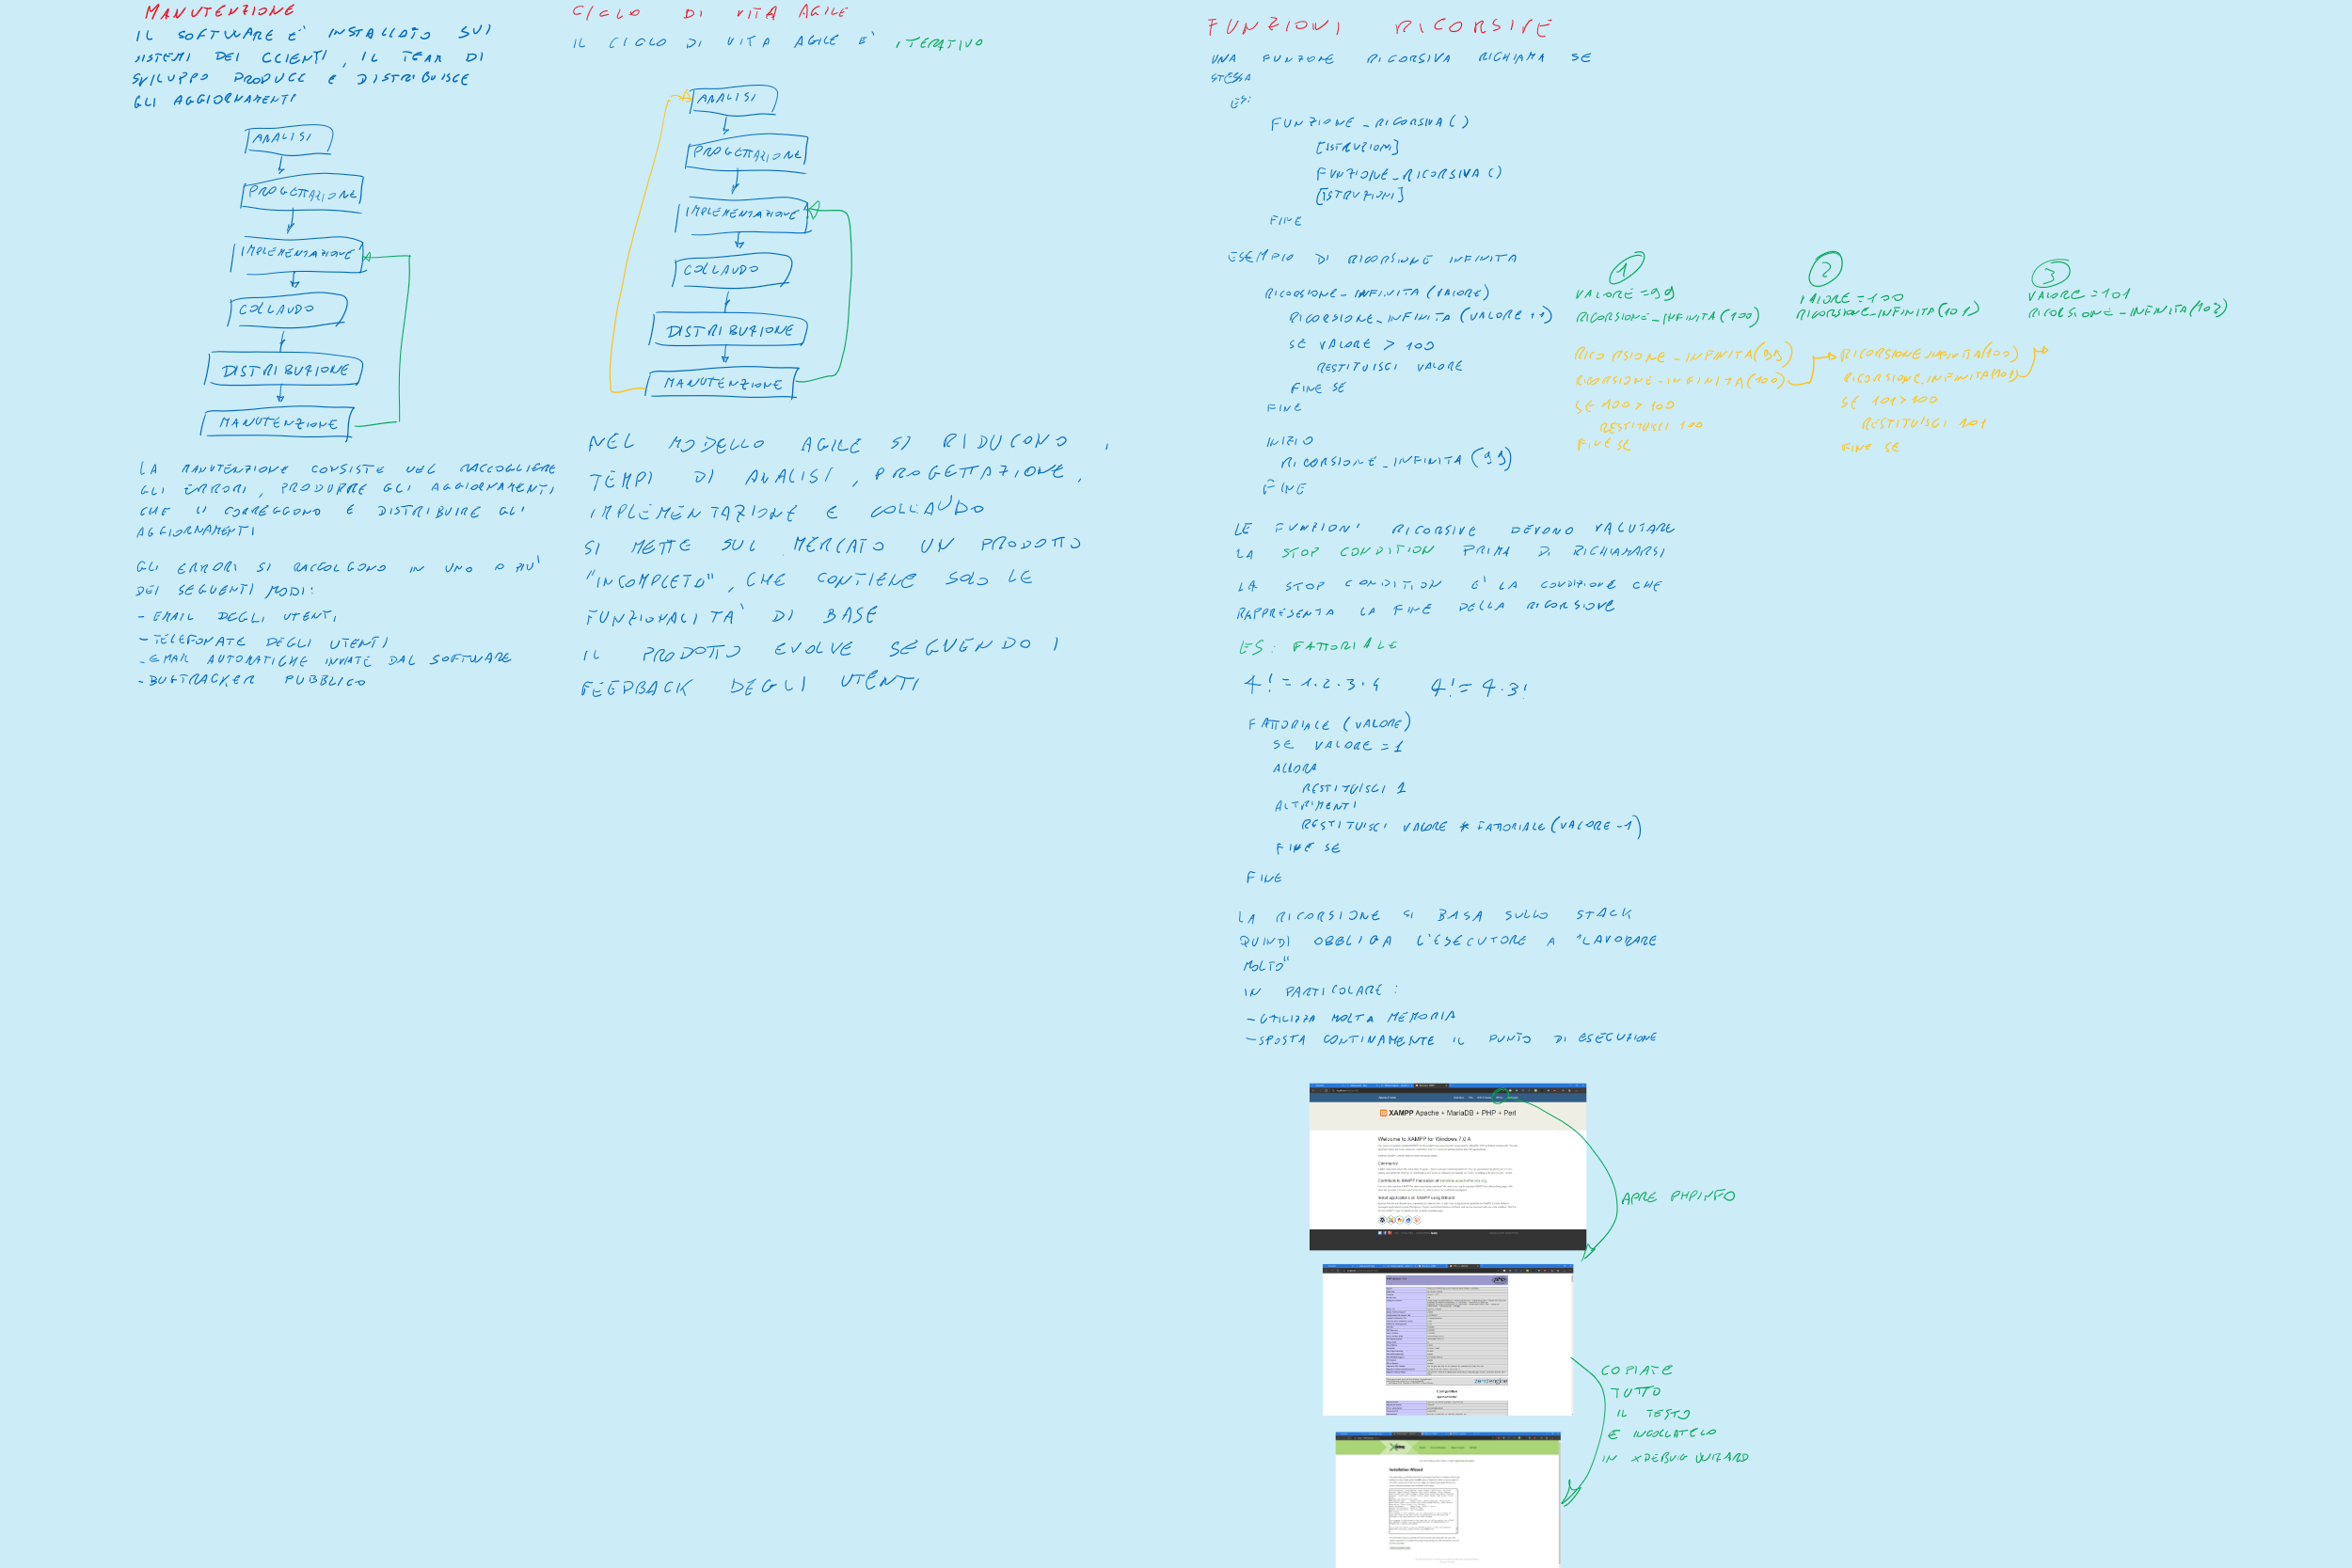 MANUTENZIONE
IL SOFTWARE E' INSTALLATO SUI
SISTEMI DEI CCLIENTI, IL TEAM DI
SVILUPPO PRODUCE E DISTRIBUISCE
GLI AGGIORNAMENTI
ANALISI
PROGETTAZIONE
IMPLEMENTAZIONE
COLLAUDO
DISTRIBUZIONE
MANUTENZIONE
LA MANUTENZIONE CONSISTE NEL RACCOGLIERE
GLI ERRORI, PRODURRE GLI AGGIORNAMENTI
CHE LI CORREGGONO E DISTRIBUIRE GLI
AGGIORNAMENTI
GLI ERRORI SI RACCOLGONO IN UNO O PIU'
DEI SEGUENTI MODI:
- EMAIL DEGLI UTENTI
- TELEFONATE DEGLI UTENTI
- EMAIL AUTOMATICHE INVIATE DAL SOFTWARE
- BUGTRACKER PUBBLICO
CICLO DI VITA AGILE
IL CICLO DI VITA AGILE E' ITERATIVO
ANALISI
PROGETTAZIONE
IMPLEMENTAZIONE
COLLAUDO
DISTRIBUZIONE
MANUTENZIONE
NEL MODELLO AGILE SI RIDUCONO I
TEMPI DI ANALISI, PROGETTAZIONE,
IMPLEMENTAZIONE E COLLAUDO
SI METTE SUL MERCATO UN PRODOTTO
"INCOMPLETO", CHE CONTIENE SOLO LE
FUNZIONALITA' DI BASE
IL PRODOTTO EVOLVE SEGUENDO I
FEEDBACK DEGLI UTENTI
FUNZIONI RICORSIVE
UNA FUNZIONE RICORSIVA RICHIAMA SE
STESSA
ES:
FUNZIONE_RICORSIVA()
[ISTRUZIONI]
FUNZIONE_RICORSIVA()
[ISTRUZIONI]
FINE
ESEMPIO DI RICORSIONE INFINITA
RICORSIONE_INFINITA (VALORE)
RICORSIONE_INFINITA (VALORE +1)
SE VALORE > 100
RESTITUISCI VALORE
FINE SE
FINE
INIZIO
RICORSIONE_INFINITA (99)
FINE
1
VALORE = 99
RICORSIONE_INFINITA (100)
2
VALORE = 100
RICORSIONE_INFINITA (101)
3
VALORE = 101
RICORSIONE_INFINITA (102)
RICORSIONE_INFINITA (99)
RICORSIONE_INFINITA (100)
SE 100 > 100
RESTITUISCI 100
FINE SE
RICORSIONE_INFINITA (100)
RICORSIONE_INFINITA (101)
SE 101 > 100
RESTITUISCI 101
FINE SE
LE FUNZIONI RICORSIVE DEVONO VALUTARE
LA STOP CONDITION PRIMA DI RICHIAMARSI
LA STOP CONDITION E' LA CONDIZIONE CHE
RAPPRESENTA LA FINE DELLA RICORSIONE
ES: FATTORIALE
4! = 1.2.3.4 4! = 4.3!
FATTORIALE (VALORE)
SE VALORE = 1
ALLORA
RESTITUISCI 1
ALTRIMENTI
RESTITUISCI VALORE * FATTORIALE (VALORE -1)
FINE SE
FINE
LA RICORSIONE SI BASA SULLO STACK
QUINDI OBBLIGA L'ESECUTORE A "LAVORARE
MOLTO"
IN PARTICOLARE:
- UTILIZZA MOLTA MEMORIA
- SPOSTA CONTINAMENTE IL PUNTO DI ESECUZIONE
XAMPP Apache + MariaDB + PHP + Perl
Welcome to XAMPP for Windows 7.0.4
Community
Install applications on XAMPP using Bitnami
APRE PHPINFO
php
zend engine
Configuration
COPIATE
TUTTO
IL TESTO
E INCOLLATELO
IN XDEBUG WIZARD
Installation Wizard